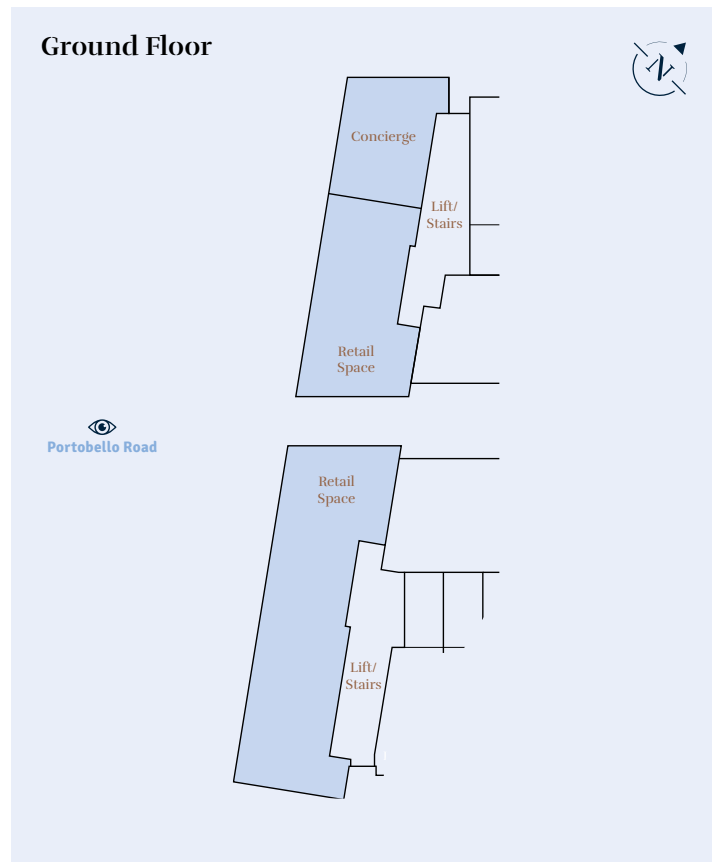 Ground Floor
N
Concierge
Lift/
Stairs
Retail
Space
Portobello Road
Retail
Space
Lift/
Stairs